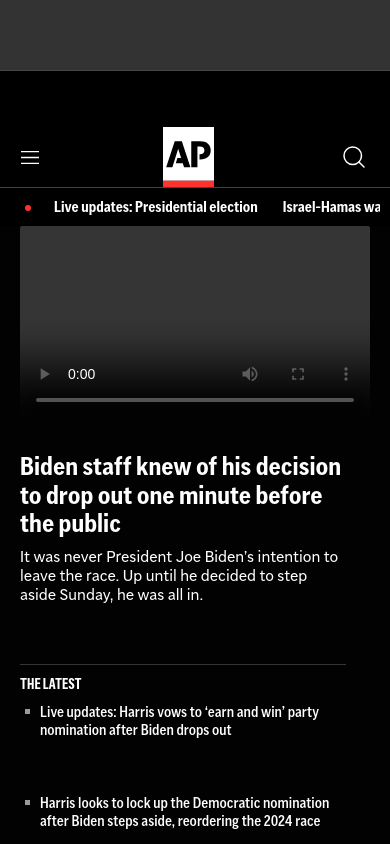 AP
Live updates: Presidential election Israel-Hamas wa
0:00
Biden staff knew of his decision
to drop out one minute before
the public
It was never President Joe Biden's intention to
leave the race. Up until he decided to step
aside Sunday, he was all in.
THE LATEST
Live updates: Harris vows to ‘earn and win’ party
nomination after Biden drops out
Harris looks to lock up the Democratic nomination
after Biden steps aside, reordering the 2024 race